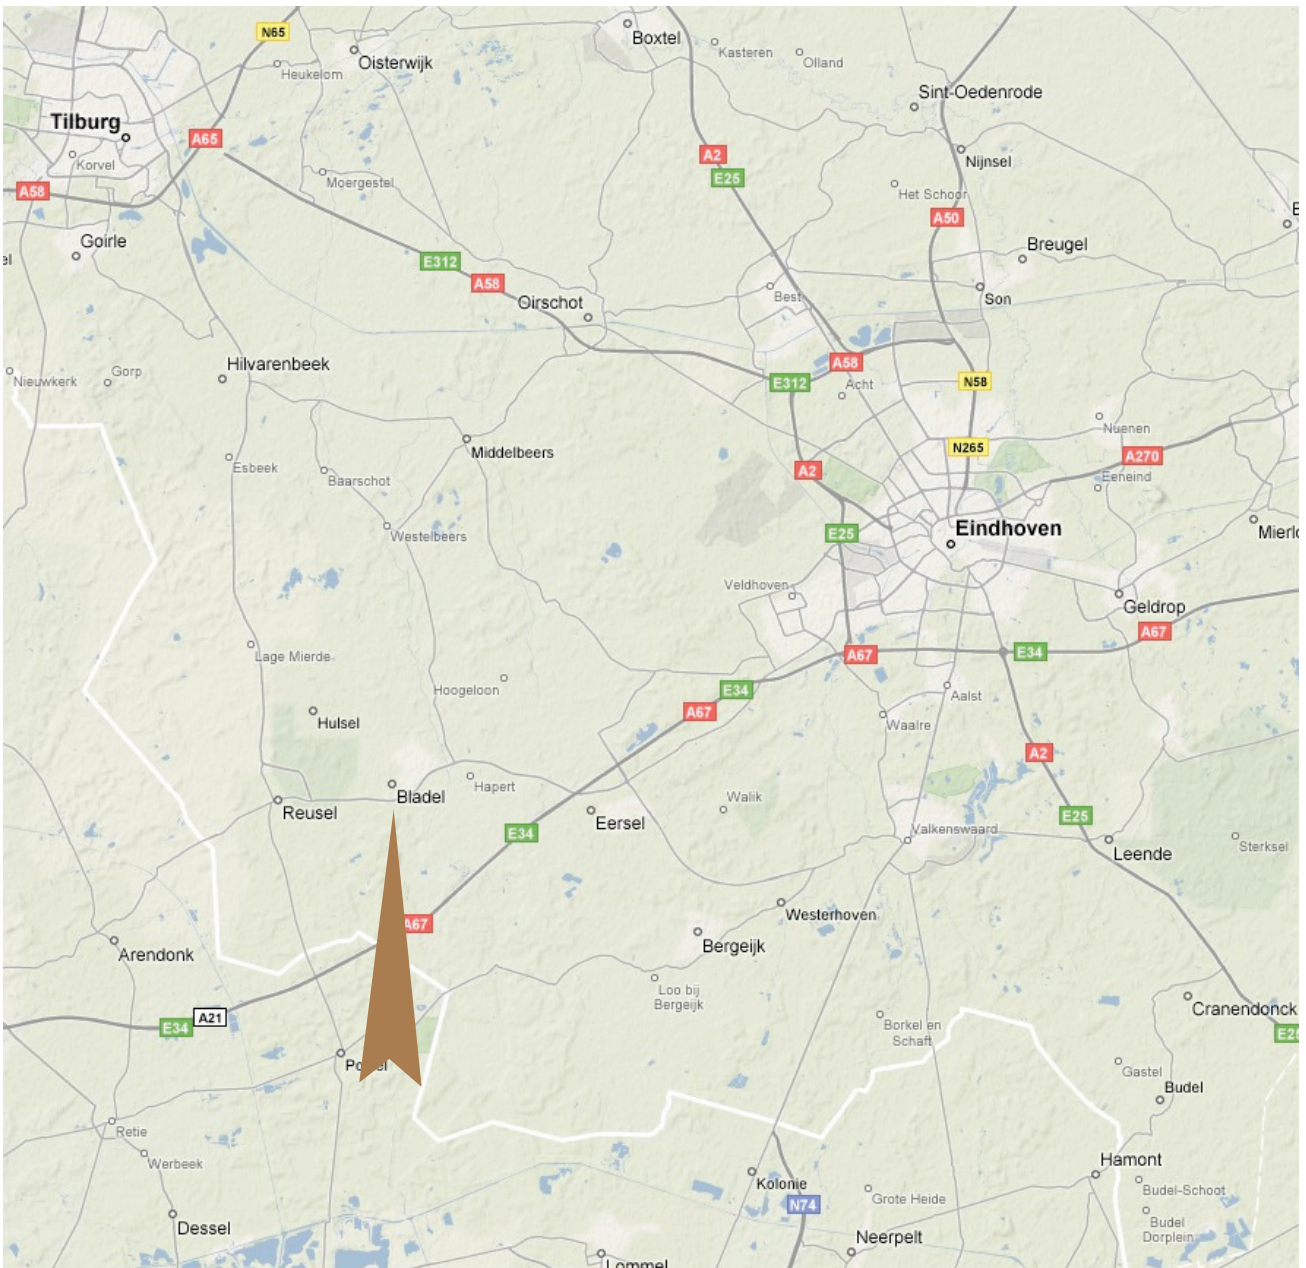 N65
Boxtel
Kasteren
Oisterwijk
Olland
Heukelom
Sint-Oedenrode
Tilburg
A65
A2
Nijnsel
Korvel
E25
Moergestel
A58
Het Schoor
A50
Goirle
Breugel
E312
A58
Best
Son
Oirschot
Hilvarenbeek
A58
Gorp
Nieuwkerk
E312
Acht
N58
Nuenen
Middelbeers
N265
A270
Esbeek
A2
Baarschot
Eeneind
Westelbeers
E25
Eindhoven
Veldhoven
Geldrop
A67
Lage Mierde
A67
E34
Hoogeloon
E34
Aalst
A67
Hulsel
Waalre
A2
Hapert
Bladel
Walik
Reusel
Eersel
E34
E25
Valkenswaard
Leende
Sterksel
A67
Westerhoven
Arendonk
Bergeijk
Loo bij
Bergeijk
Cranendonck
A21
E34
Borkel en
Schaft
Gastel
Budel
Retie
Werbeek
Hamont
Kolonie
Budel-Schoot
Grote Heide
N74
Dessel
Budel
Dorplein
Neerpelt